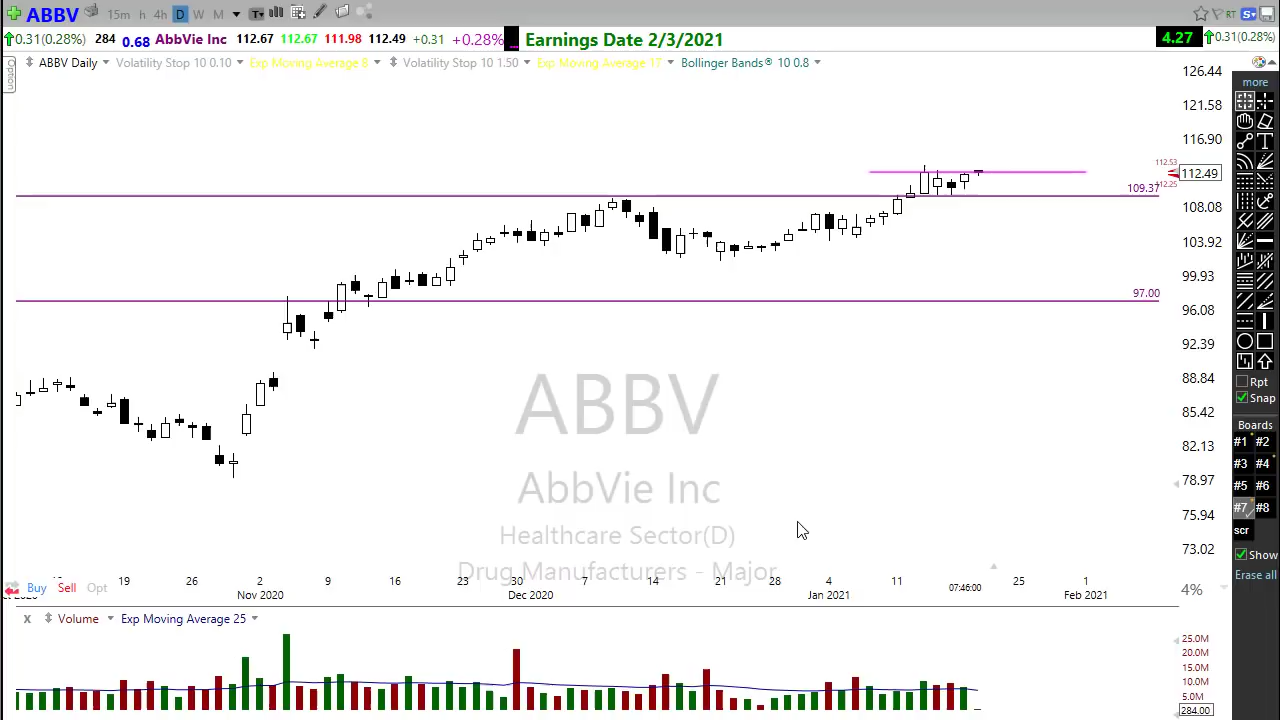 ABBV 15m h 4h D W M T RT S
0.31(0.28%) 284 0.68 AbbVie Inc 112.67 112.67 111.98 112.49 +0.31 +0.28% Earnings Date 2/3/2021 4.27 0.31(0.28%)
Option
ABBV Daily Volatility Stop 10 0.10 Exp Moving Average 8 Volatility Stop 10 1.50 Exp Moving Average 17 Bollinger Bands® 10 0.8
126.44
121.58
116.90
112.53
112.49
112.25
109.37
108.07
103.92
99.93
97.00
96.08
92.39
88.84
85.42
82.13
78.97
75.94
73.02
ABBV
AbbVie Inc
Healthcare Sector(D)
Drug Manufacturers - Major
more
Rpt
Snap
Boards
#1 #2
#3 #4
#5 #6
#7 #8
scr
Show
Erase all
Buy Sell Opt
19 26 2 9 16 23 30 7 14 21 28 4 11 25 1
Nov 2020 Dec 2020 Jan 2021 07:46:00 Feb 2021
4%
x Volume Exp Moving Average 25
25.0M
20.0M
15.0M
10.0M
5.0M
284.00